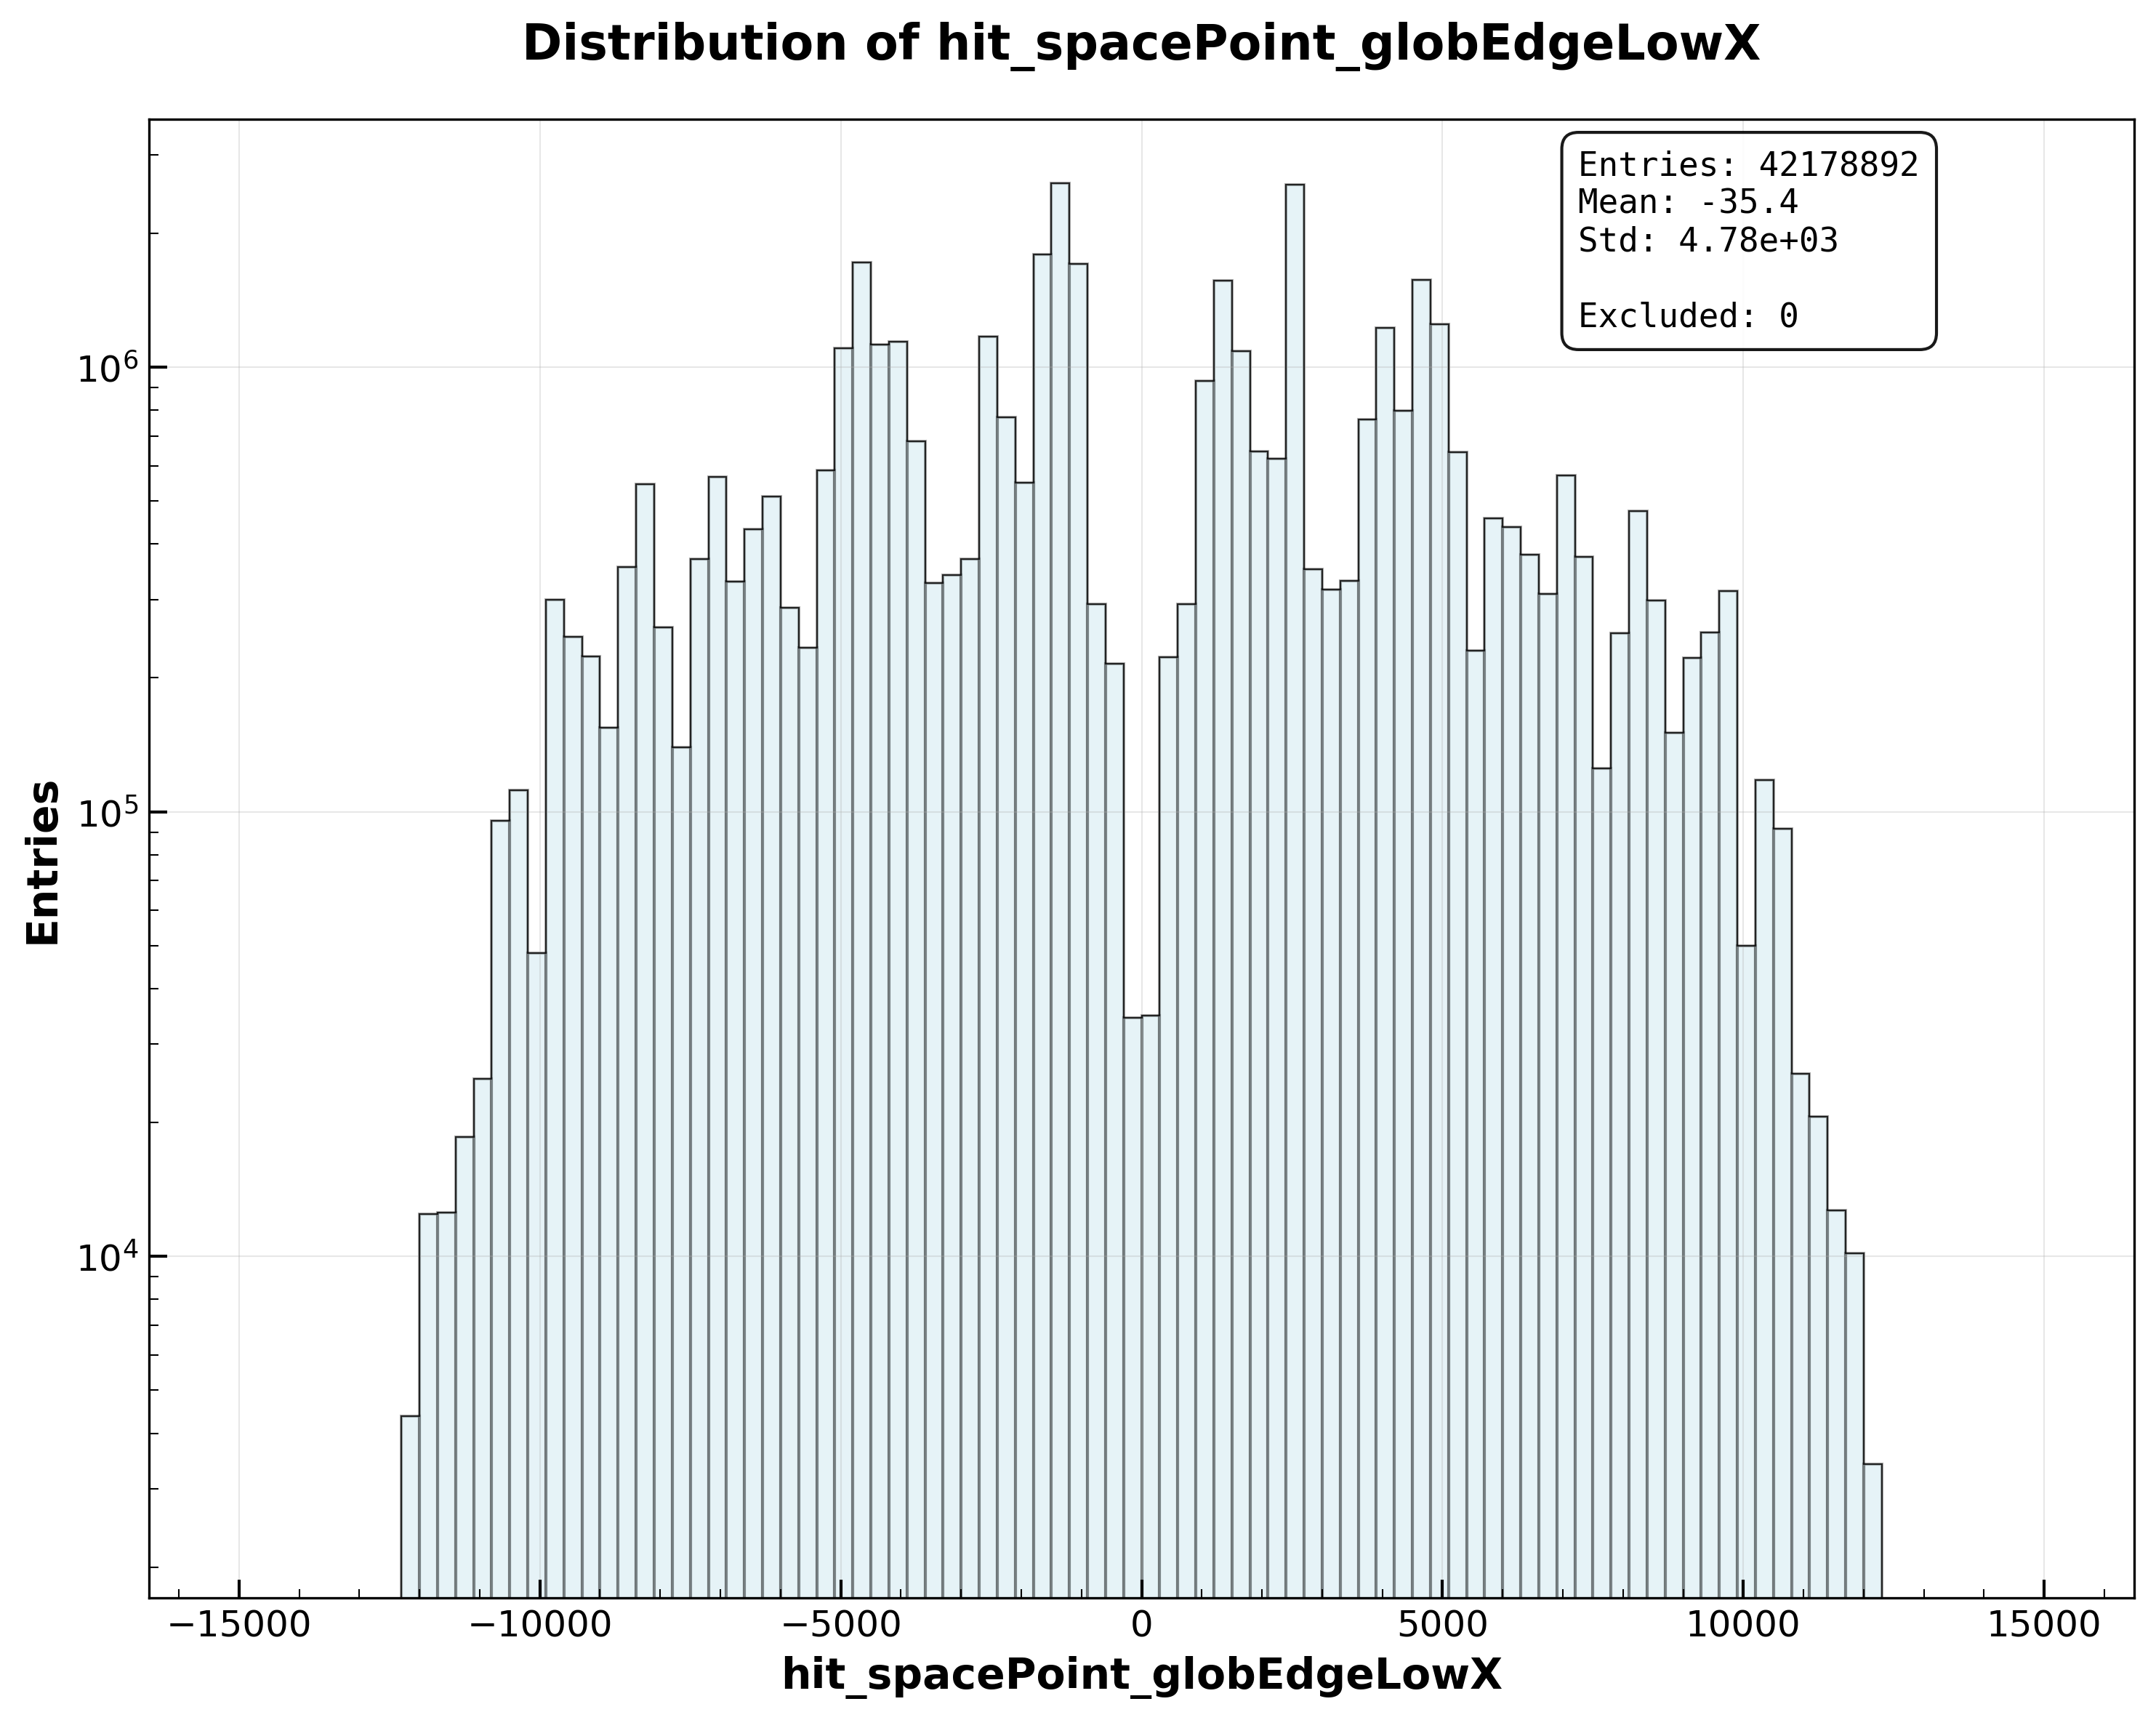 Distribution of hit_spacePoint_globEdgeLowX
Entries: 42178892
Mean: -35.4
Std: 4.78e+03
Excluded: 0
Entries
10^6
10^5
10^4
−15000
−10000
−5000
0
5000
10000
15000
hit_spacePoint_globEdgeLowX